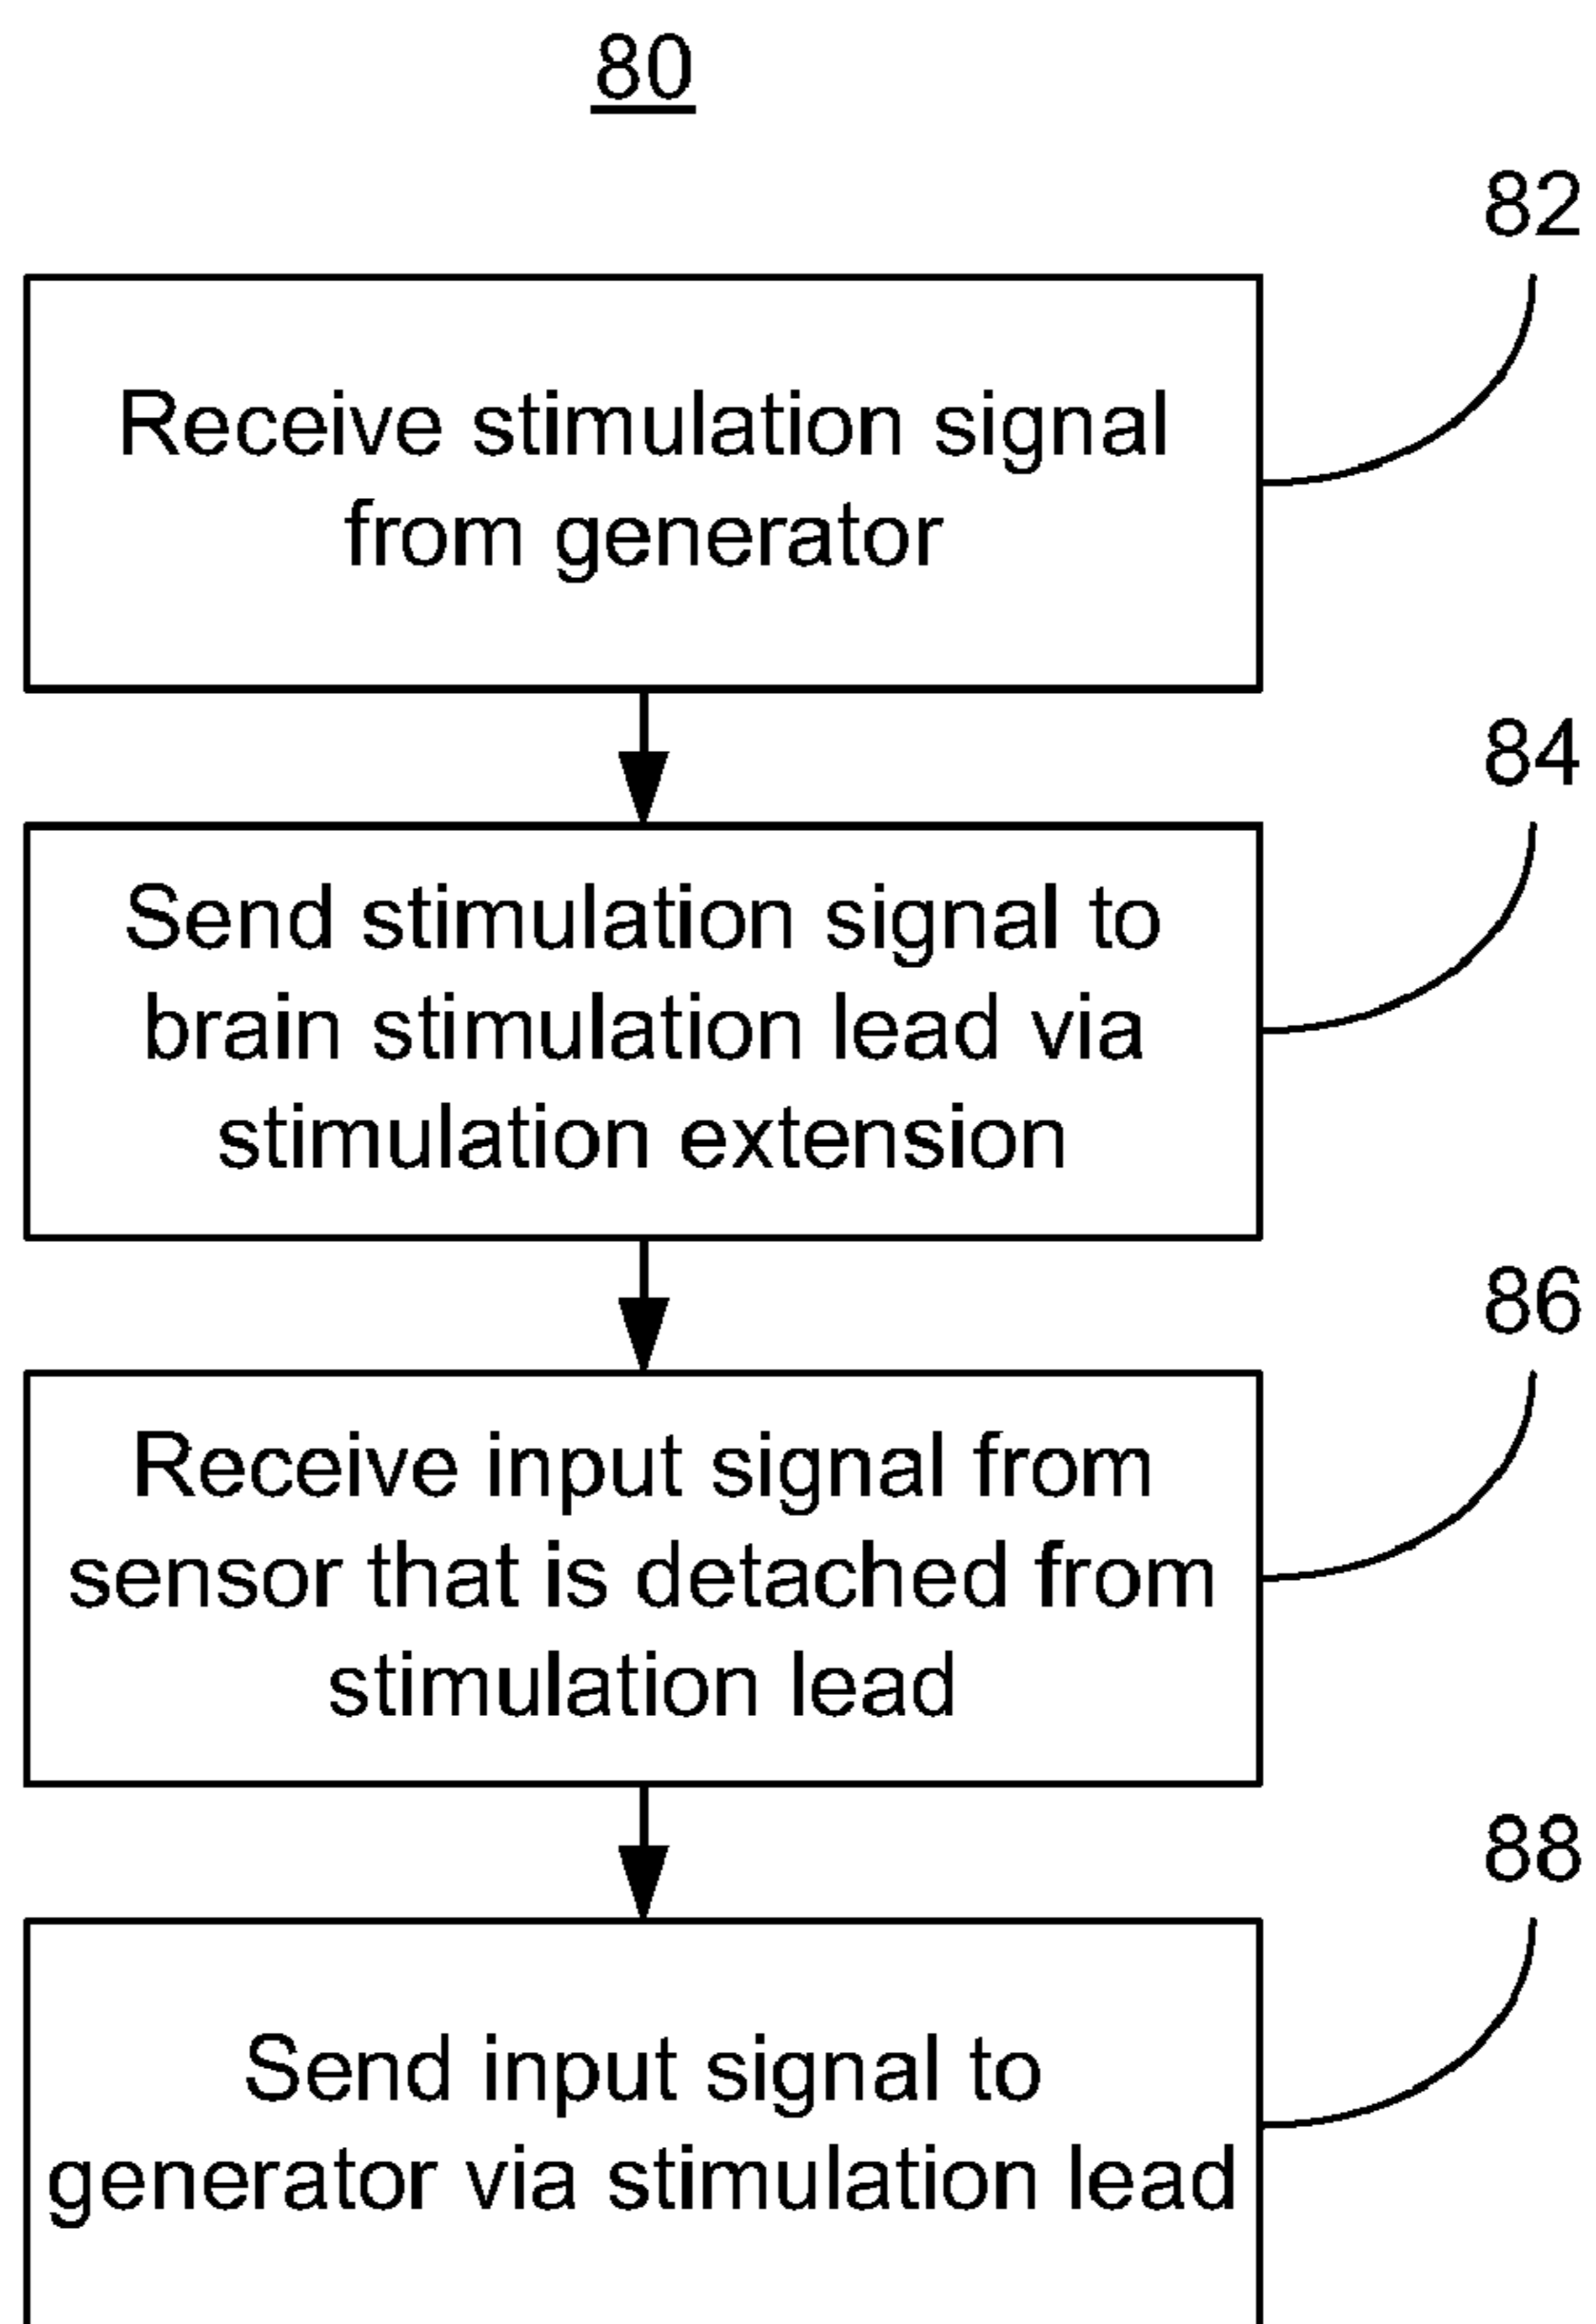 80
82
Receive stimulation signal
from generator
84
Send stimulation signal to
brain stimulation lead via
stimulation extension
86
Receive input signal from
sensor that is detached from
stimulation lead
88
Send input signal to
generator via stimulation lead